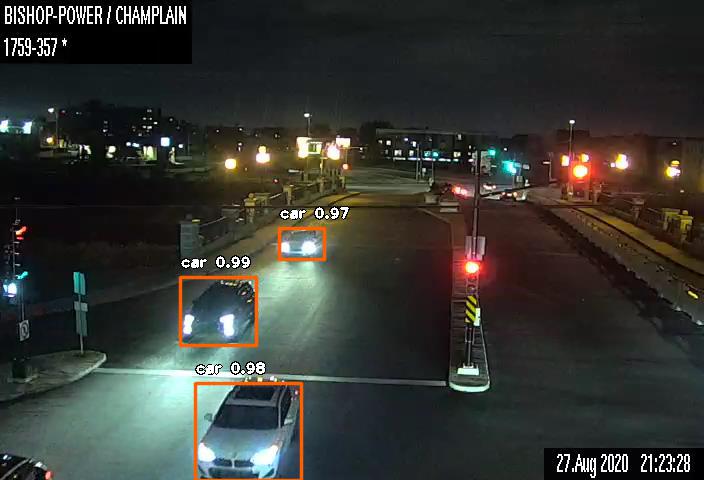 BISHOP-POWER / CHAMPLAIN
1759-357 *
car 0.97
car 0.99
car 0.98
27.Aug 2020 21:23:28